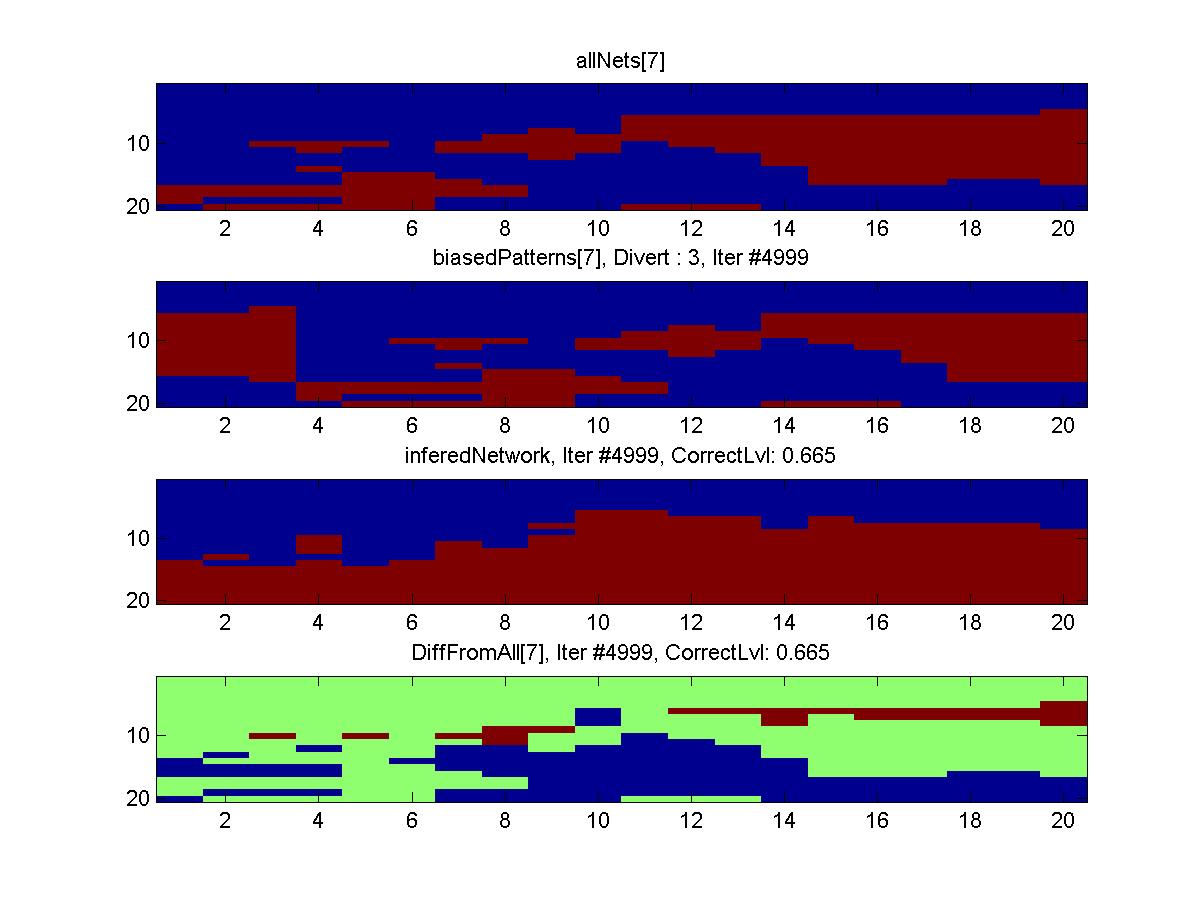 allNets[7]
10
20
2 4 6 8 10 12 14 16 18 20
biasedPatterns[7], Divert : 3, Iter #4999
10
20
2 4 6 8 10 12 14 16 18 20
inferedNetwork, Iter #4999, CorrectLvl: 0.665
10
20
2 4 6 8 10 12 14 16 18 20
DiffFromAll[7], Iter #4999, CorrectLvl: 0.665
10
20
2 4 6 8 10 12 14 16 18 20